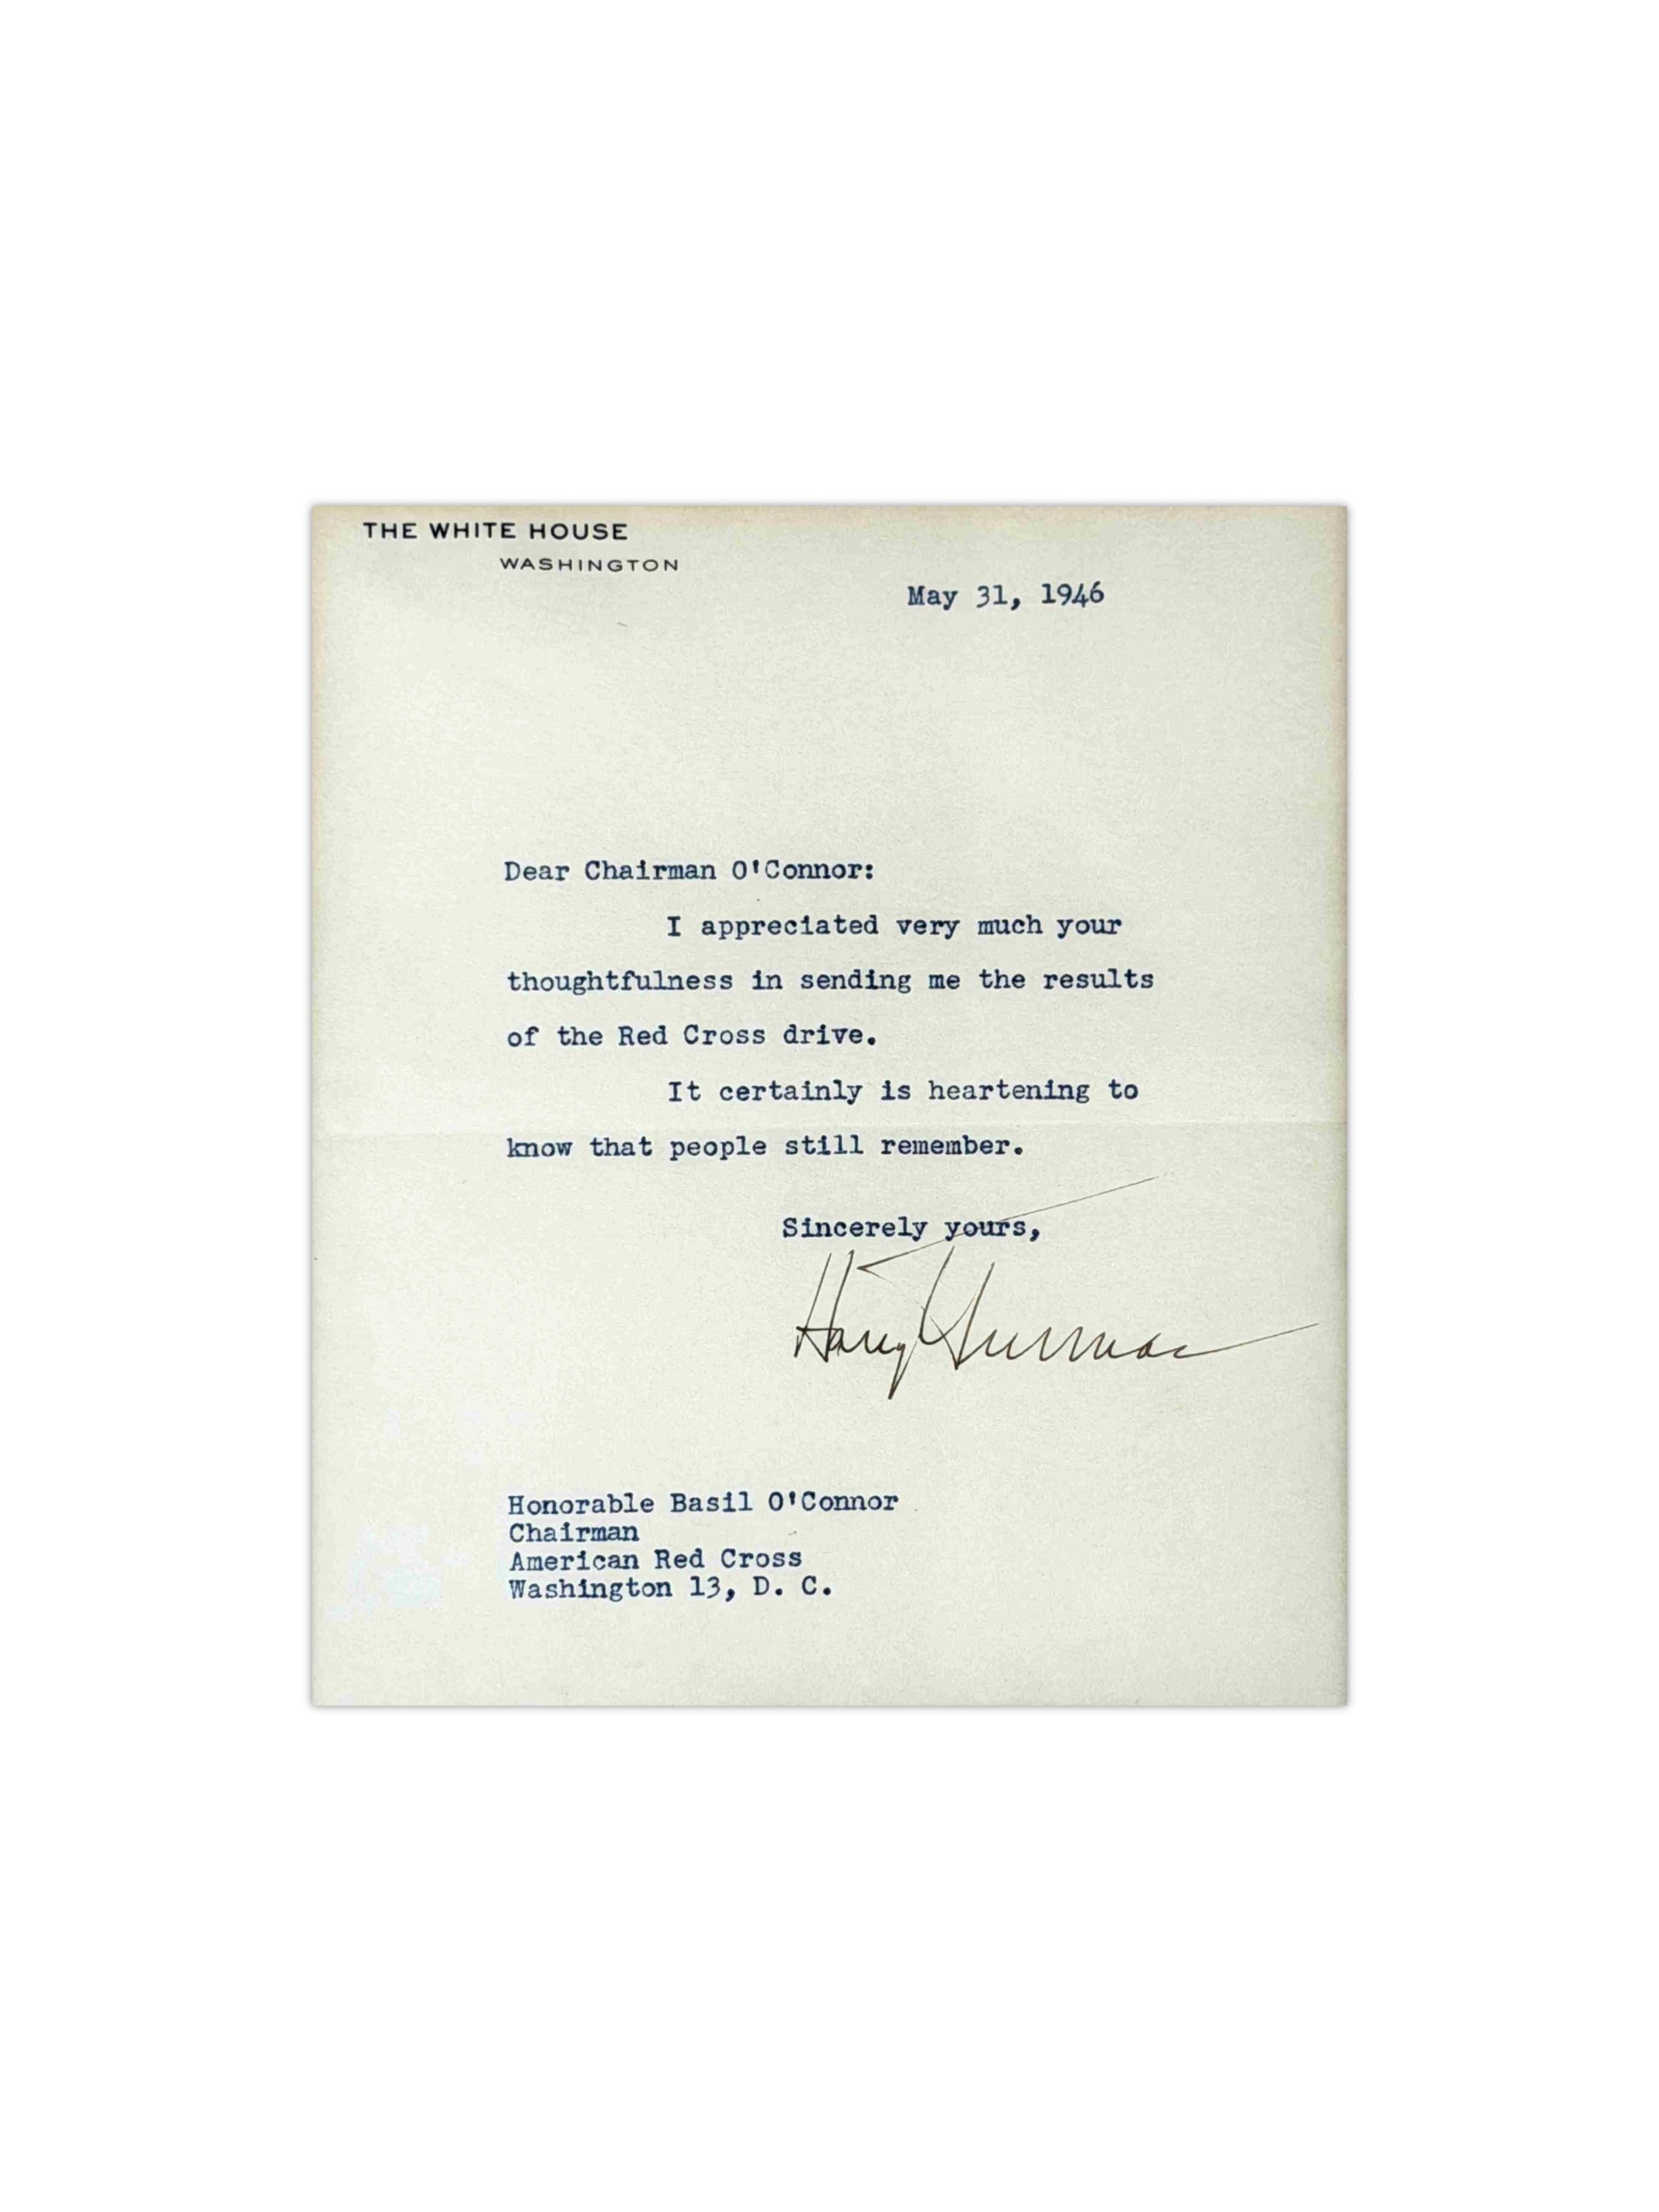 THE WHITE HOUSE
WASHINGTON
May 31, 1946
Dear Chairman O'Connor:
I appreciated very much your
thoughtfulness in sending me the results
of the Red Cross drive.
It certainly is heartening to
know that people still remember.
Sincerely yours,
Harry Truman
Honorable Basil O'Connor
Chairman
American Red Cross
Washington 13, D. C.